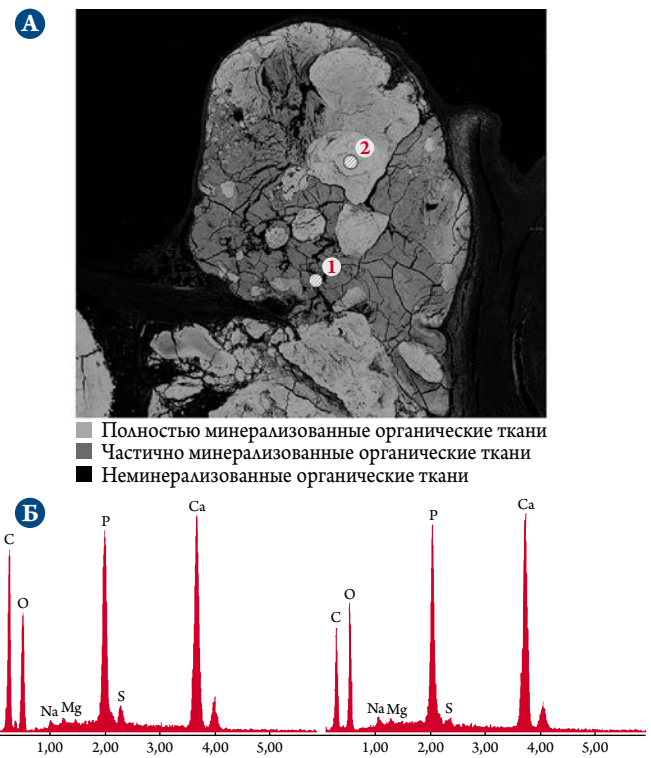 А
2
1
Полностью минерализованные органические ткани
Частично минерализованные органические ткани
Неминерализованные органические ткани
Б
C O Na Mg P S Ca
C O Na Mg P S Ca
1,00 2,00 3,00 4,00 5,00 1,00 2,00 3,00 4,00 5,00